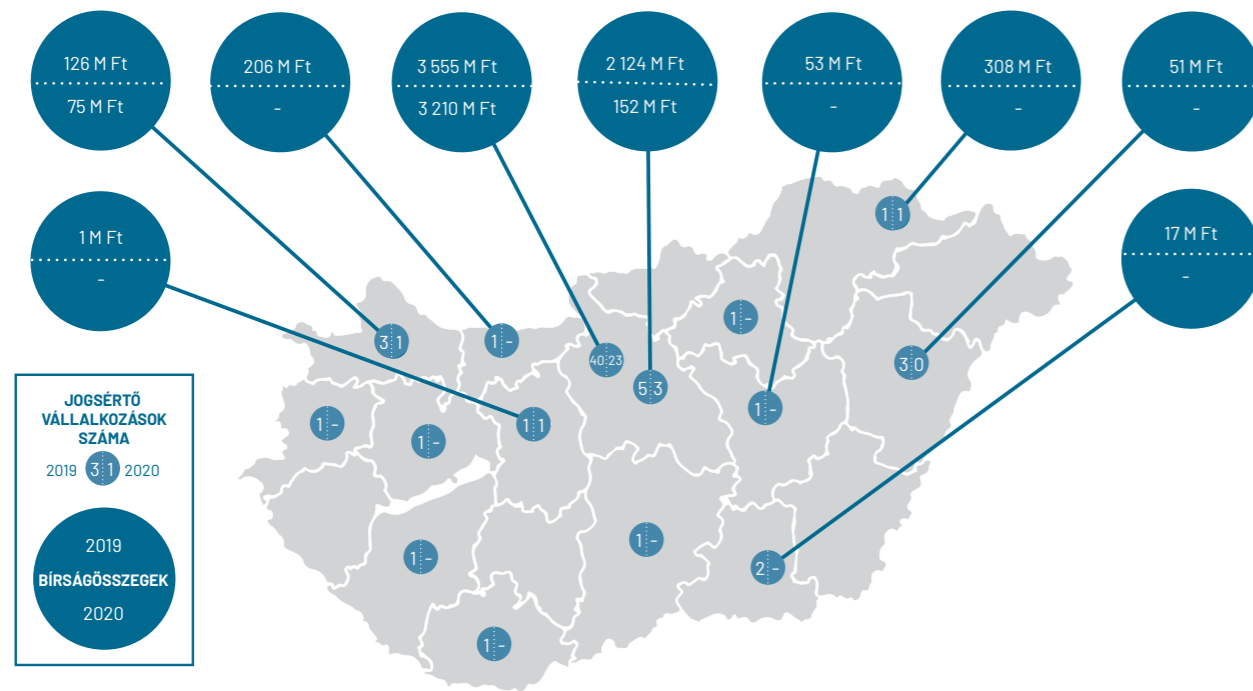 126 M Ft
75 M Ft
206 M Ft
-
3 555 M Ft
3 210 M Ft
2 124 M Ft
152 M Ft
53 M Ft
-
308 M Ft
-
51 M Ft
-
1 M Ft
-
17 M Ft
-
1 1
3 1
1 -
40 23
5 3
1 -
3 0
1 -
1 -
1 -
1 1
1 -
1 -
2 -
1 -
JOGSÉRTŐ
VÁLLALKOZÁSOK
SZÁMA
2019 3 1 2020
2019
BÍRSÁGÖSSZEGEK
2020